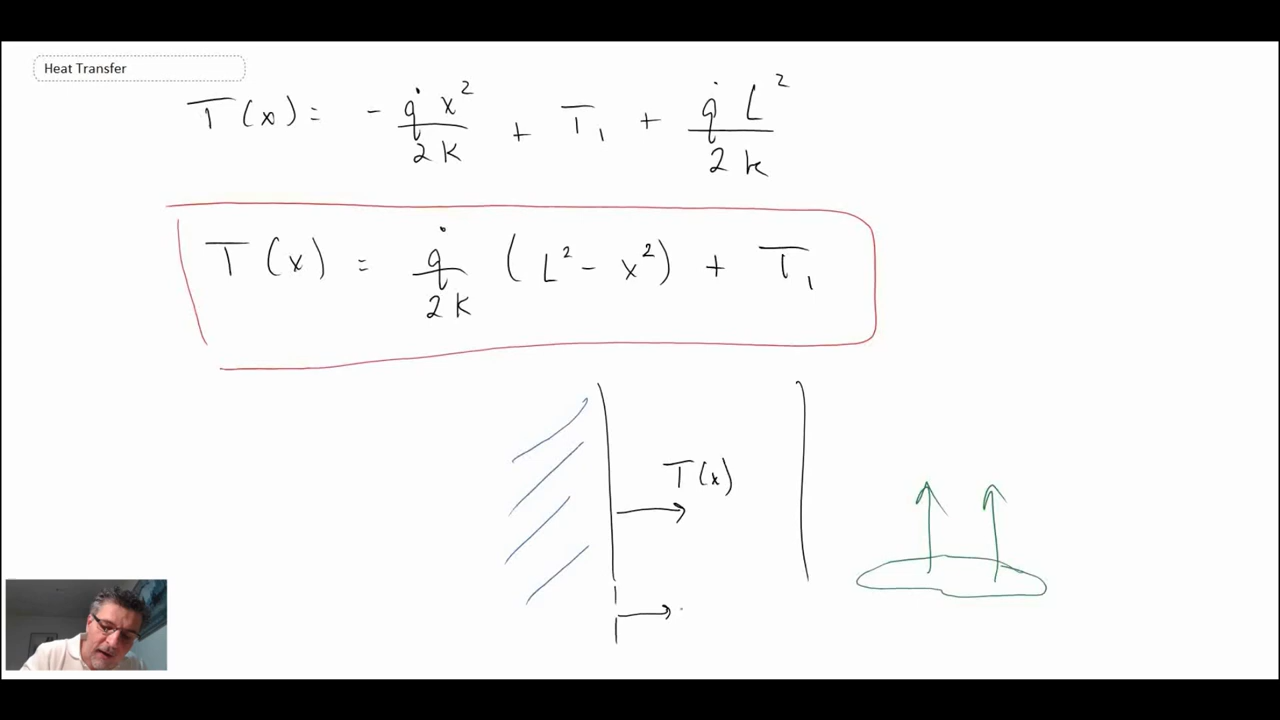 Heat Transfer
T(x) = - q̇ x² / 2k + T₁ + q̇ L² / 2k
T(x) = q̇ / 2k (L² - x²) + T₁
T(x)